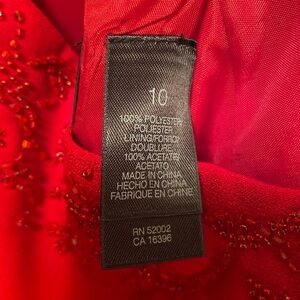 10
100% POLYESTER
POLIESTER
LINING/FORRO/
DOUBLURE:
100% ACETATE/
ACETATO
MADE IN CHINA
HECHO EN CHINA
FABRIQUE EN CHINE
RN 52002
CA 16396